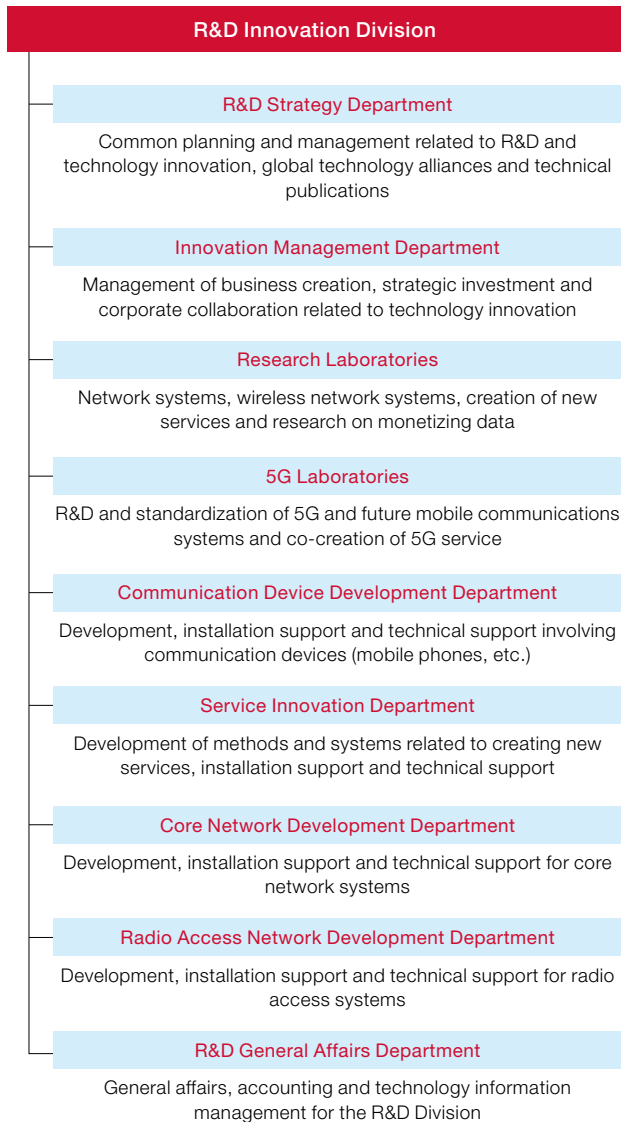 R&D Innovation Division
R&D Strategy Department
Common planning and management related to R&D and
technology innovation, global technology alliances and technical
publications
Innovation Management Department
Management of business creation, strategic investment and
corporate collaboration related to technology innovation
Research Laboratories
Network systems, wireless network systems, creation of new
services and research on monetizing data
5G Laboratories
R&D and standardization of 5G and future mobile communications
systems and co-creation of 5G service
Communication Device Development Department
Development, installation support and technical support involving
communication devices (mobile phones, etc.)
Service Innovation Department
Development of methods and systems related to creating new
services, installation support and technical support
Core Network Development Department
Development, installation support and technical support for core
network systems
Radio Access Network Development Department
Development, installation support and technical support for radio
access systems
R&D General Affairs Department
General affairs, accounting and technology information
management for the R&D Division